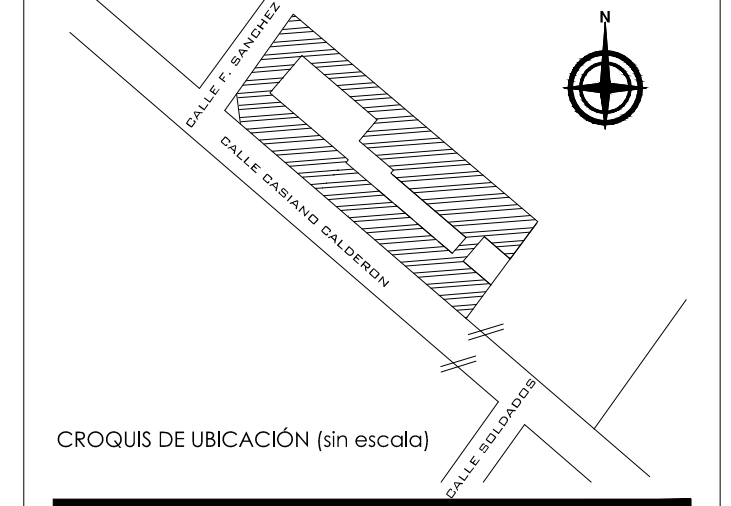 N
CALLE F. SANCHEZ
CALLE CASIANO CALDERON
CALLE SOLDADOS
CROQUIS DE UBICACIÓN (sin escala)